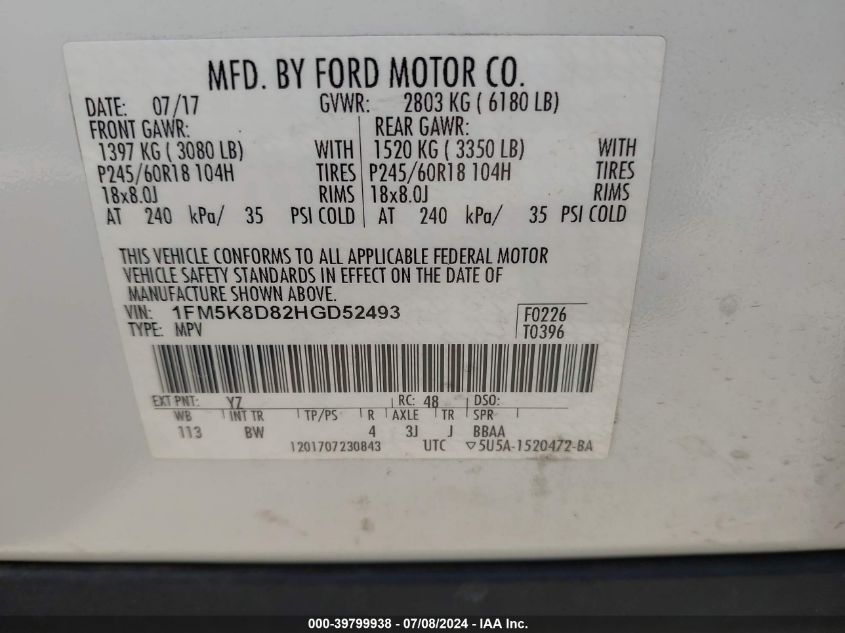 MFD. BY FORD MOTOR CO.
DATE: 07/17 GVWR: 2803 KG ( 6180 LB)
FRONT GAWR: REAR GAWR:
1397 KG ( 3080 LB) WITH 1520 KG ( 3350 LB) WITH
P245/60R18 104H TIRES P245/60R18 104H TIRES
18x8.0J RIMS 18x8.0J RIMS
AT 240 kPa/ 35 PSI COLD AT 240 kPa/ 35 PSI COLD
THIS VEHICLE CONFORMS TO ALL APPLICABLE FEDERAL MOTOR
VEHICLE SAFETY STANDARDS IN EFFECT ON THE DATE OF
MANUFACTURE SHOWN ABOVE.
VIN: 1FM5K8D82HGD52493 F0226
TYPE: MPV T0396
EXT PNT: YZ RC: 48 DSO:
WB INT TR TP/PS R AXLE TR SPR
113 BW 4 3J J BBAA
1201707230843 UTC ▽5U5A-1520472-BA
000-39799938 - 07/08/2024 - IAA Inc.